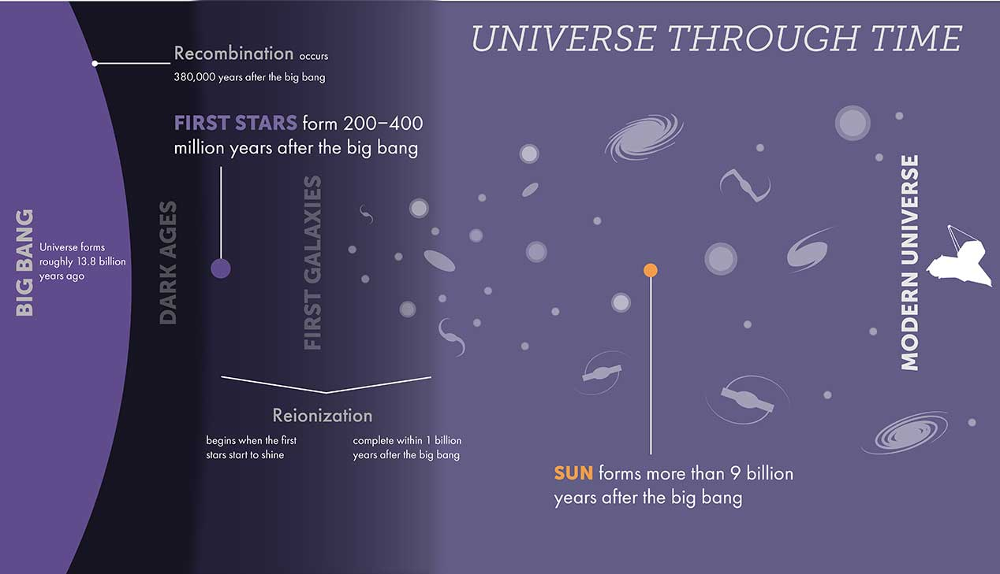 UNIVERSE THROUGH TIME
BIG BANG
Universe forms
roughly 13.8 billion
years ago
Recombination occurs
380,000 years after the big bang
DARK AGES
FIRST STARS form 200–400
million years after the big bang
FIRST GALAXIES
Reionization
begins when the first
stars start to shine
complete within 1 billion
years after the big bang
SUN forms more than 9 billion
years after the big bang
MODERN UNIVERSE